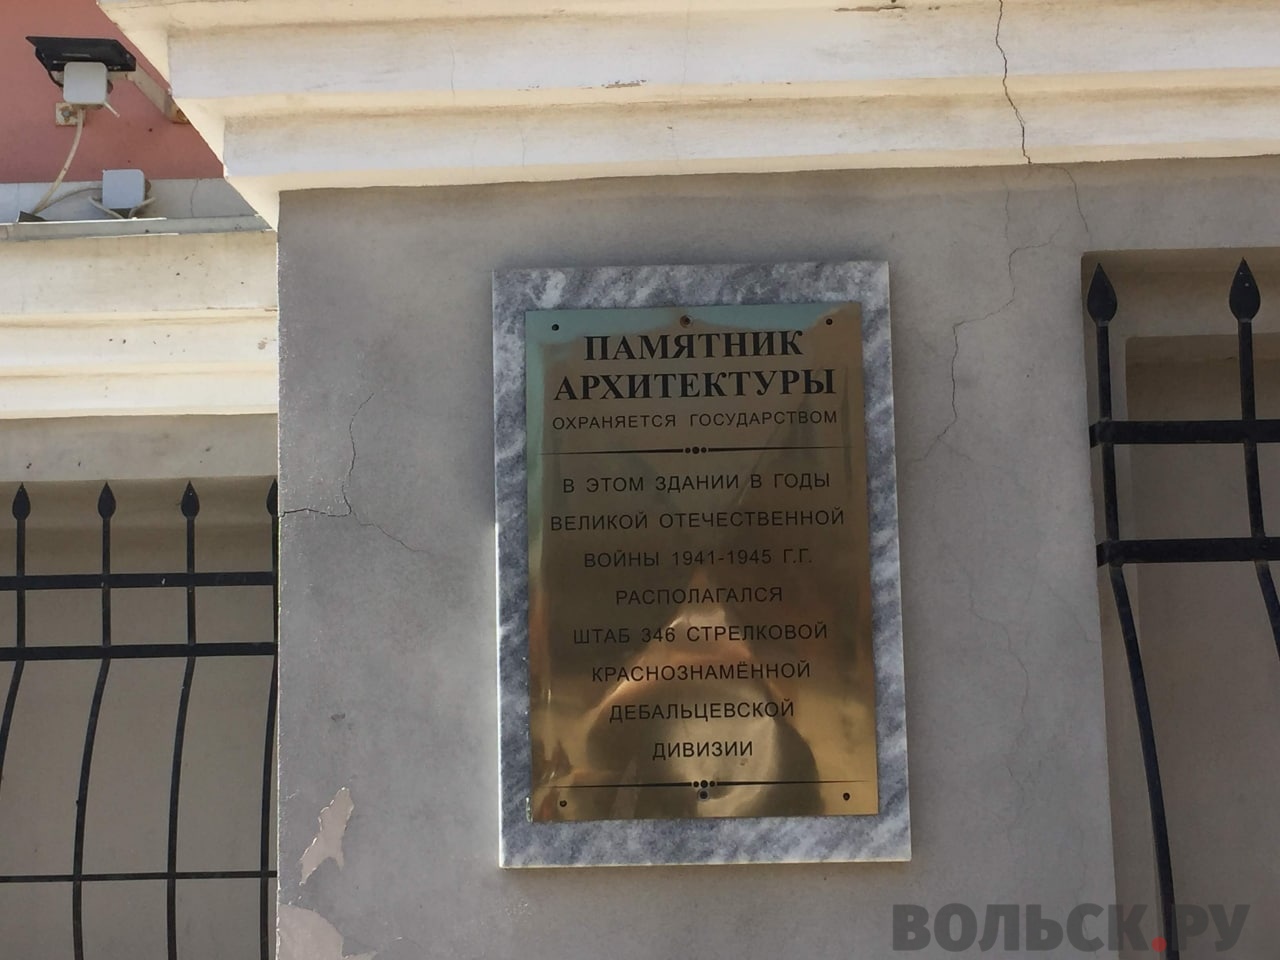 ПАМЯТНИК
АРХИТЕКТУРЫ
ОХРАНЯЕТСЯ ГОСУДАРСТВОМ
В ЭТОМ ЗДАНИИ В ГОДЫ
ВЕЛИКОЙ ОТЕЧЕСТВЕННОЙ
ВОЙНЫ 1941-1945 Г.Г.
РАСПОЛАГАЛСЯ
ШТАБ 346 СТРЕЛКОВОЙ
КРАСНОЗНАМЁННОЙ
ДЕБАЛЬЦЕВСКОЙ
ДИВИЗИИ
ВОЛЬСК.РУ